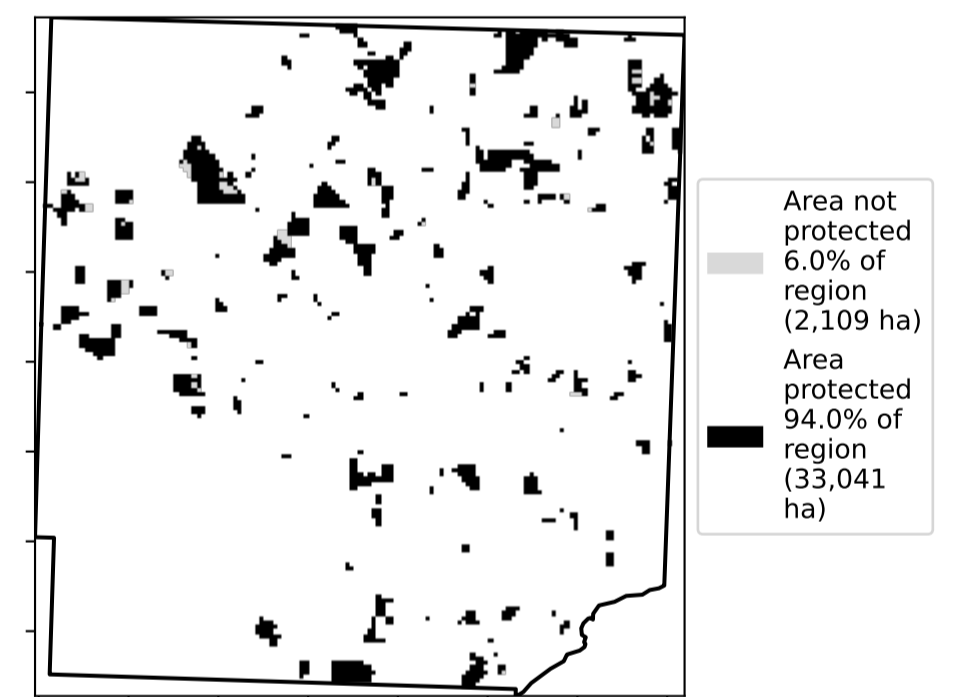 Area not
protected
6.0% of
region
(2,109 ha)
Area
protected
94.0% of
region
(33,041
ha)